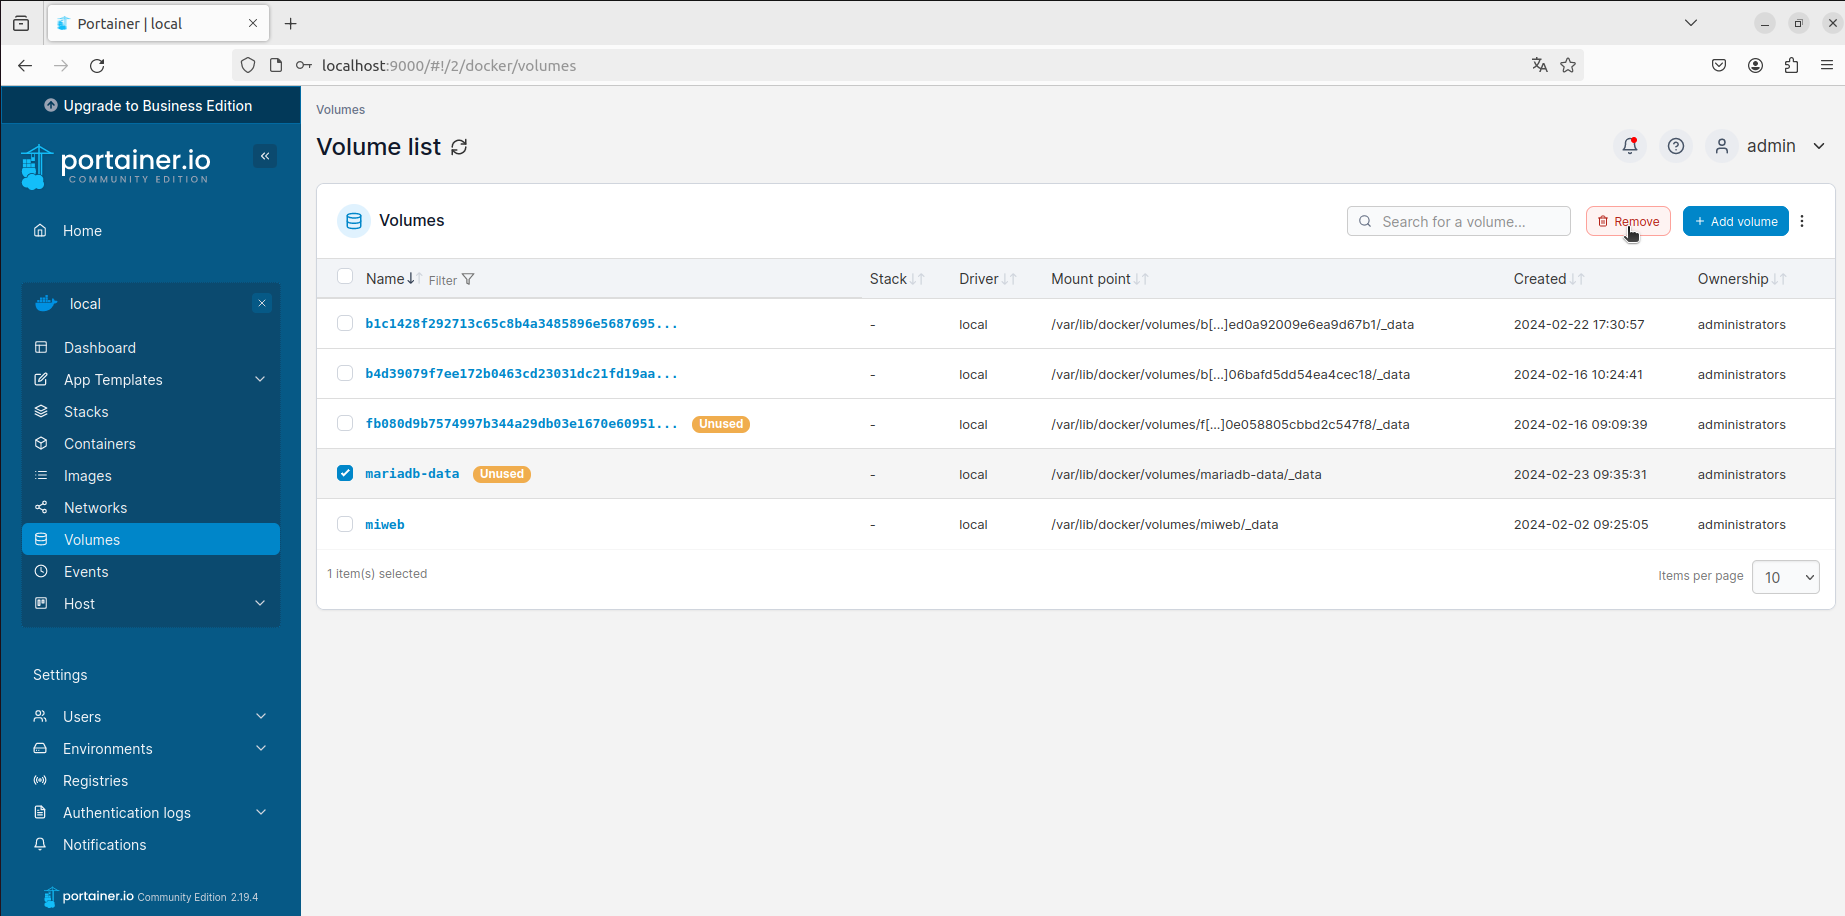 Portainer | local
localhost:9000/#!/2/docker/volumes
Upgrade to Business Edition
portainer.io
COMMUNITY EDITION
Home
local
Dashboard
App Templates
Stacks
Containers
Images
Networks
Volumes
Events
Host
Settings
Users
Environments
Registries
Authentication logs
Notifications
portainer.io Community Edition 2.19.4
Volumes
Volume list
admin
Volumes
Search for a volume...
Remove
+ Add volume
Name Filter Stack Driver Mount point Created Ownership
b1c1428f292713c65c8b4a3485896e5687695... - local /var/lib/docker/volumes/b[...]ed0a92009e6ea9d67b1/_data 2024-02-22 17:30:57 administrators
b4d39079f7ee172b0463cd23031dc21fd19aa... - local /var/lib/docker/volumes/b[...]06bafd5dd54ea4cec18/_data 2024-02-16 10:24:41 administrators
fb080d9b7574997b344a29db03e1670e60951... Unused - local /var/lib/docker/volumes/f[...]0e058805cbbd2c547f8/_data 2024-02-16 09:09:39 administrators
mariadb-data Unused - local /var/lib/docker/volumes/mariadb-data/_data 2024-02-23 09:35:31 administrators
miweb - local /var/lib/docker/volumes/miweb/_data 2024-02-02 09:25:05 administrators
1 item(s) selected
Items per page 10